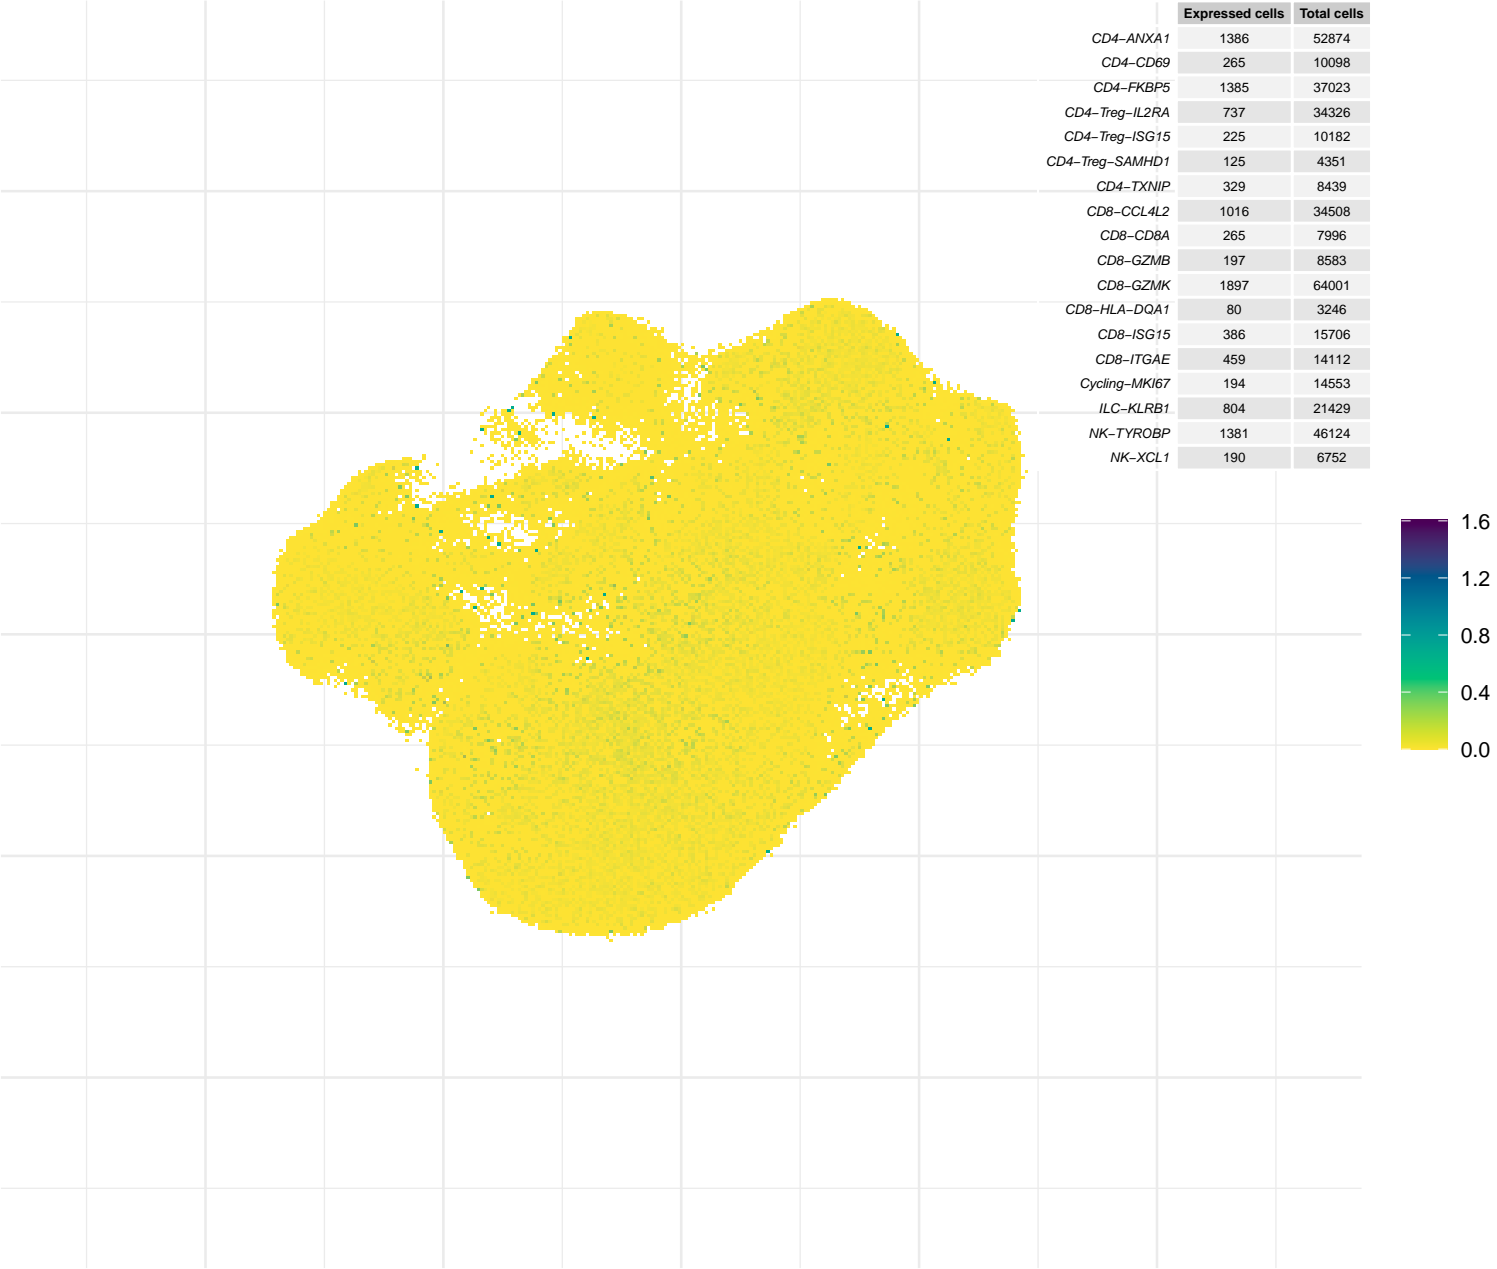 Expressed cells Total cells
CD4−ANXA1 1386 52874
CD4−CD69 265 10098
CD4−FKBP5 1385 37023
CD4−Treg−IL2RA 737 34326
CD4−Treg−ISG15 225 10182
CD4−Treg−SAMHD1 125 4351
CD4−TXNIP 329 8439
CD8−CCL4L2 1016 34508
CD8−CD8A 265 7996
CD8−GZMB 197 8583
CD8−GZMK 1897 64001
CD8−HLA−DQA1 80 3246
CD8−ISG15 386 15706
CD8−ITGAE 459 14112
Cycling−MKI67 194 14553
ILC−KLRB1 804 21429
NK−TYROBP 1381 46124
NK−XCL1 190 6752
1.6
1.2
0.8
0.4
0.0